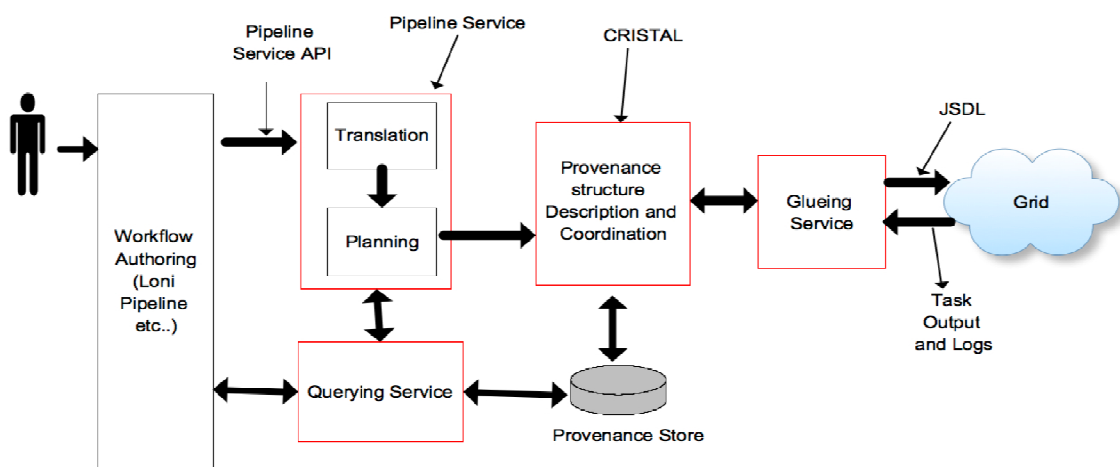 Pipeline
Service API
Pipeline Service
CRISTAL
JSDL
Translation
Planning
Provenance
structure
Description and
Coordination
Glueing
Service
Grid
Workflow
Authoring
(Loni
Pipeline
etc..)
Task
Output
and Logs
Querying Service
Provenance Store